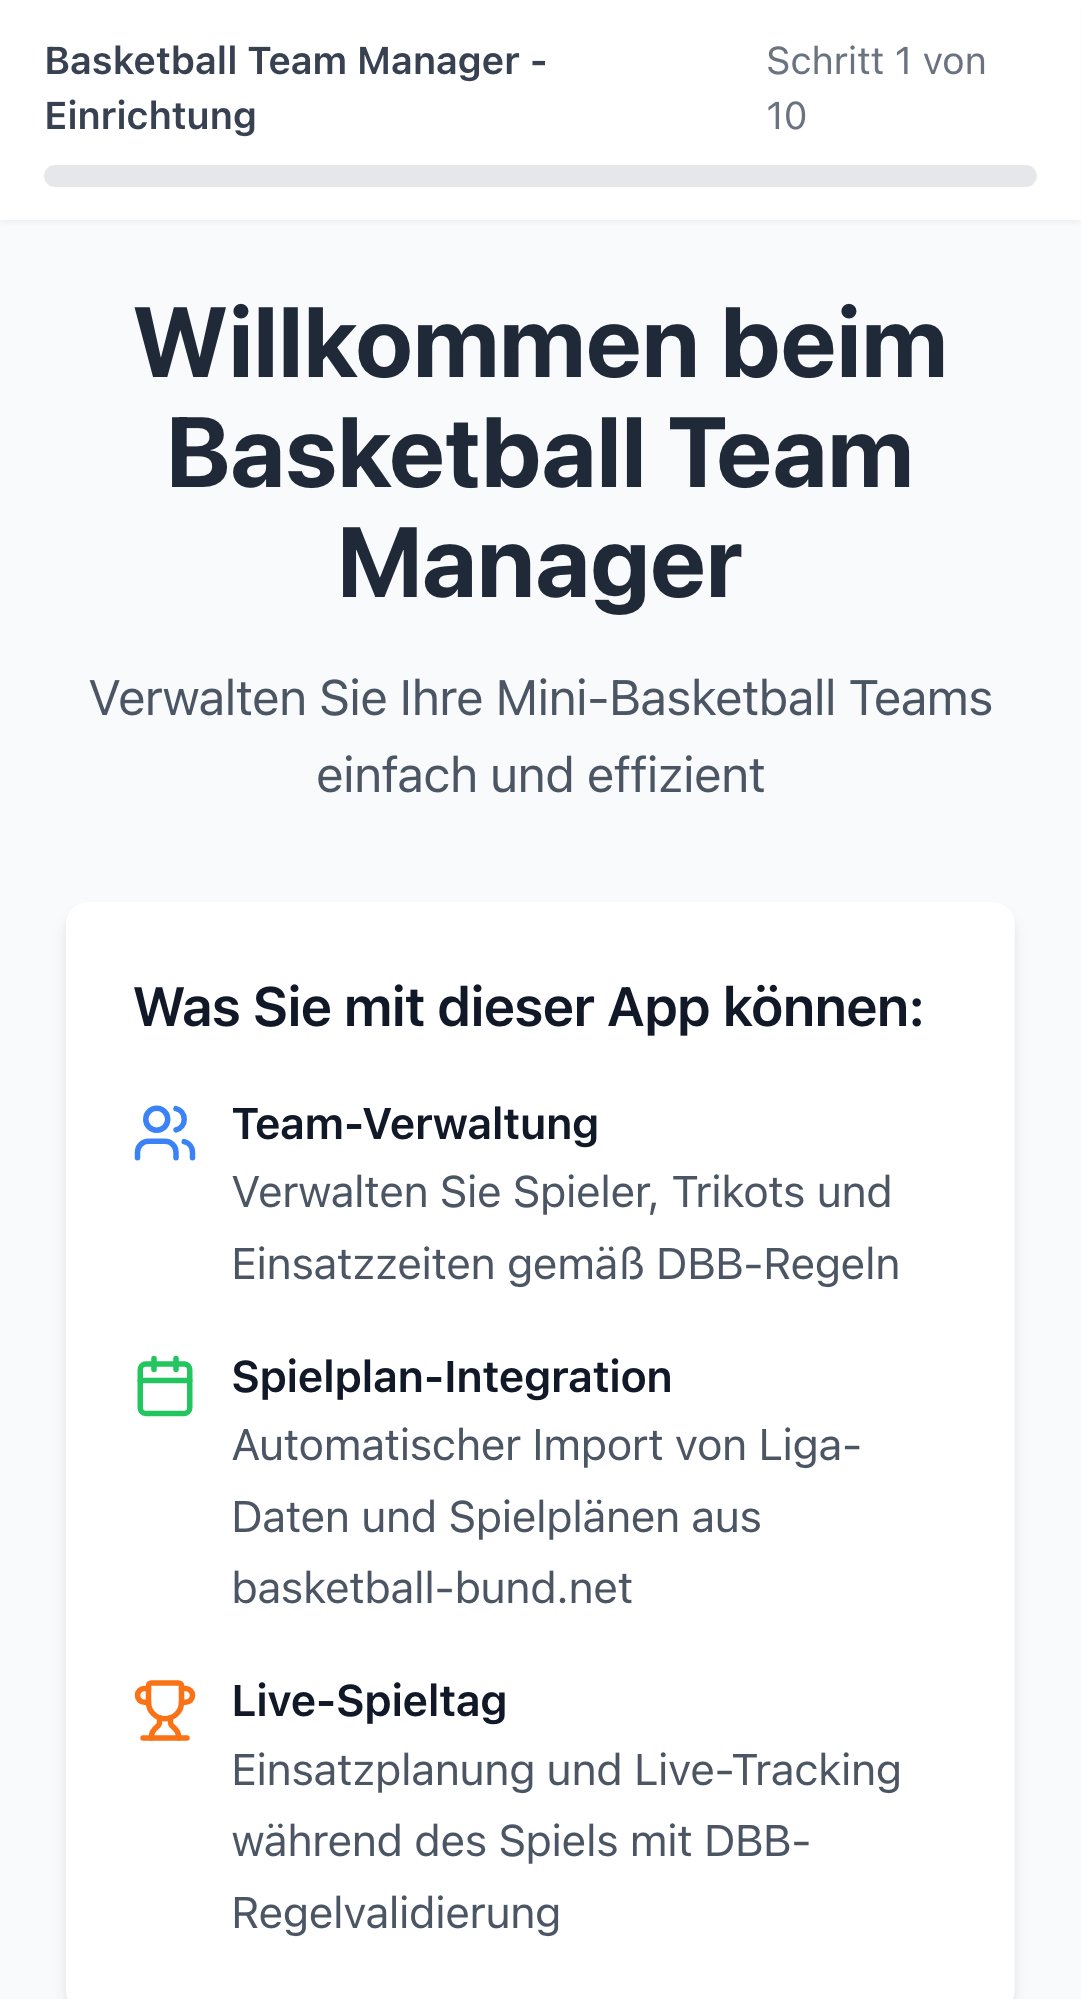 Basketball Team Manager -
Einrichtung
Schritt 1 von
10
Willkommen beim
Basketball Team
Manager
Verwalten Sie Ihre Mini-Basketball Teams
einfach und effizient
Was Sie mit dieser App können:
Team-Verwaltung
Verwalten Sie Spieler, Trikots und
Einsatzzeiten gemäß DBB-Regeln
Spielplan-Integration
Automatischer Import von Liga-
Daten und Spielplänen aus
basketball-bund.net
Live-Spieltag
Einsatzplanung und Live-Tracking
während des Spiels mit DBB-
Regelvalidierung